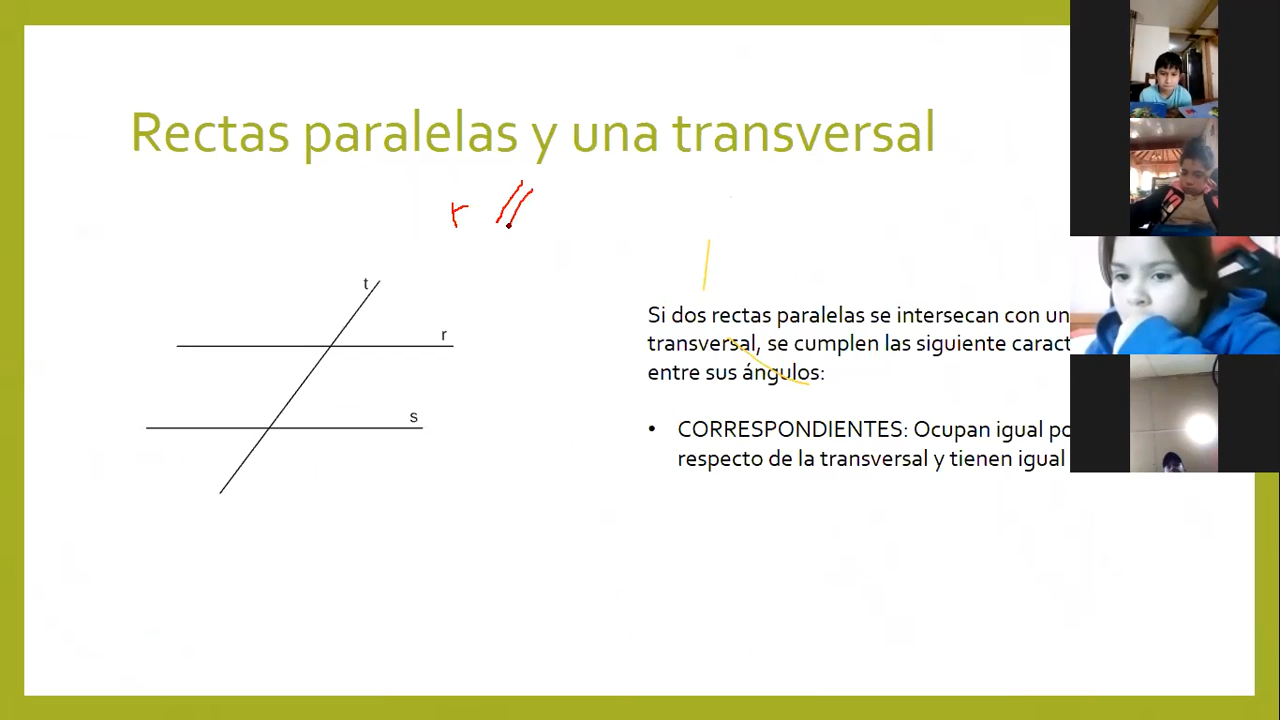 Rectas paralelas y una transversal
r //
t
r
s
Si dos rectas paralelas se intersecan con un
transversal, se cumplen las siguiente caract
entre sus ángulos:
• CORRESPONDIENTES: Ocupan igual po
respecto de la transversal y tienen igual